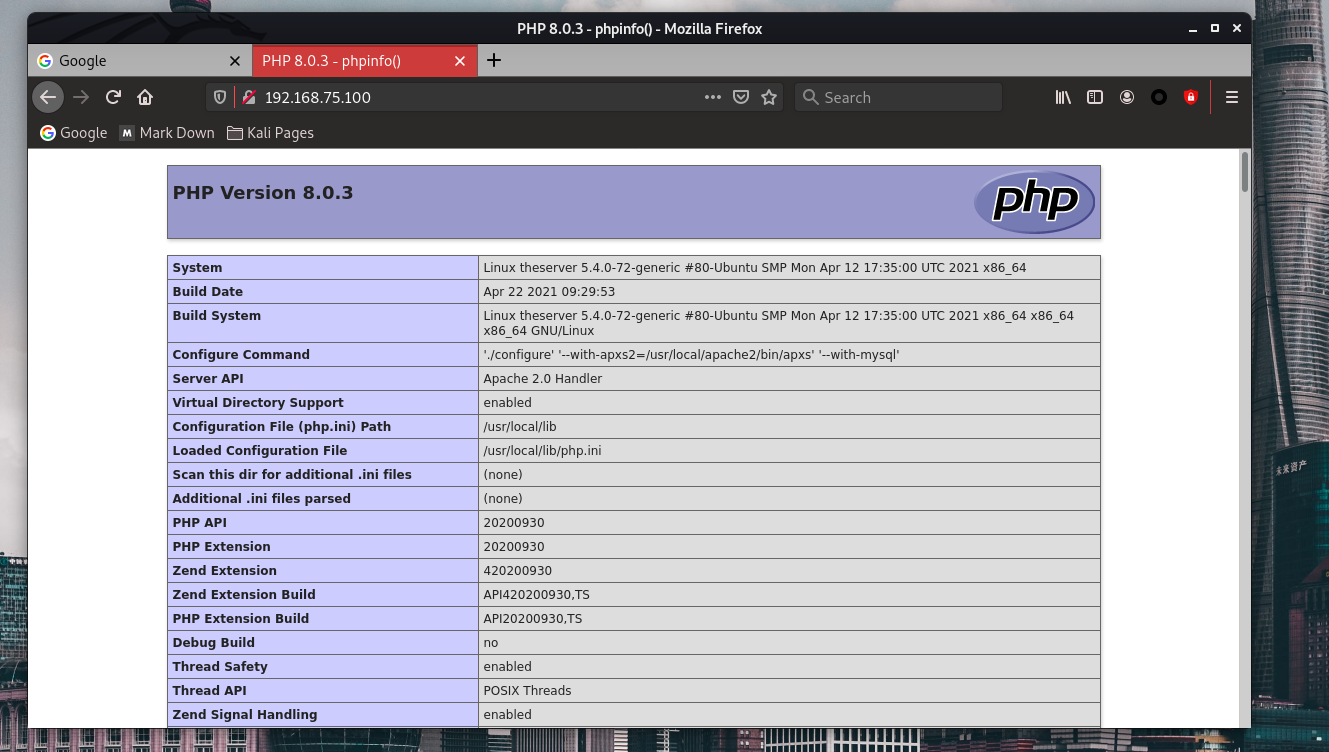 PHP 8.0.3 - phpinfo() - Mozilla Firefox
Google
PHP 8.0.3 - phpinfo()
192.168.75.100
Search
Google
M Mark Down
Kali Pages
PHP Version 8.0.3
php
System Linux theserver 5.4.0-72-generic #80-Ubuntu SMP Mon Apr 12 17:35:00 UTC 2021 x86_64
Build Date Apr 22 2021 09:29:53
Build System Linux theserver 5.4.0-72-generic #80-Ubuntu SMP Mon Apr 12 17:35:00 UTC 2021 x86_64 x86_64
x86_64 GNU/Linux
Configure Command './configure' '--with-apxs2=/usr/local/apache2/bin/apxs' '--with-mysql'
Server API Apache 2.0 Handler
Virtual Directory Support enabled
Configuration File (php.ini) Path /usr/local/lib
Loaded Configuration File /usr/local/lib/php.ini
Scan this dir for additional .ini files (none)
Additional .ini files parsed (none)
PHP API 20200930
PHP Extension 20200930
Zend Extension 420200930
Zend Extension Build API420200930,TS
PHP Extension Build API20200930,TS
Debug Build no
Thread Safety enabled
Thread API POSIX Threads
Zend Signal Handling enabled
未来资产